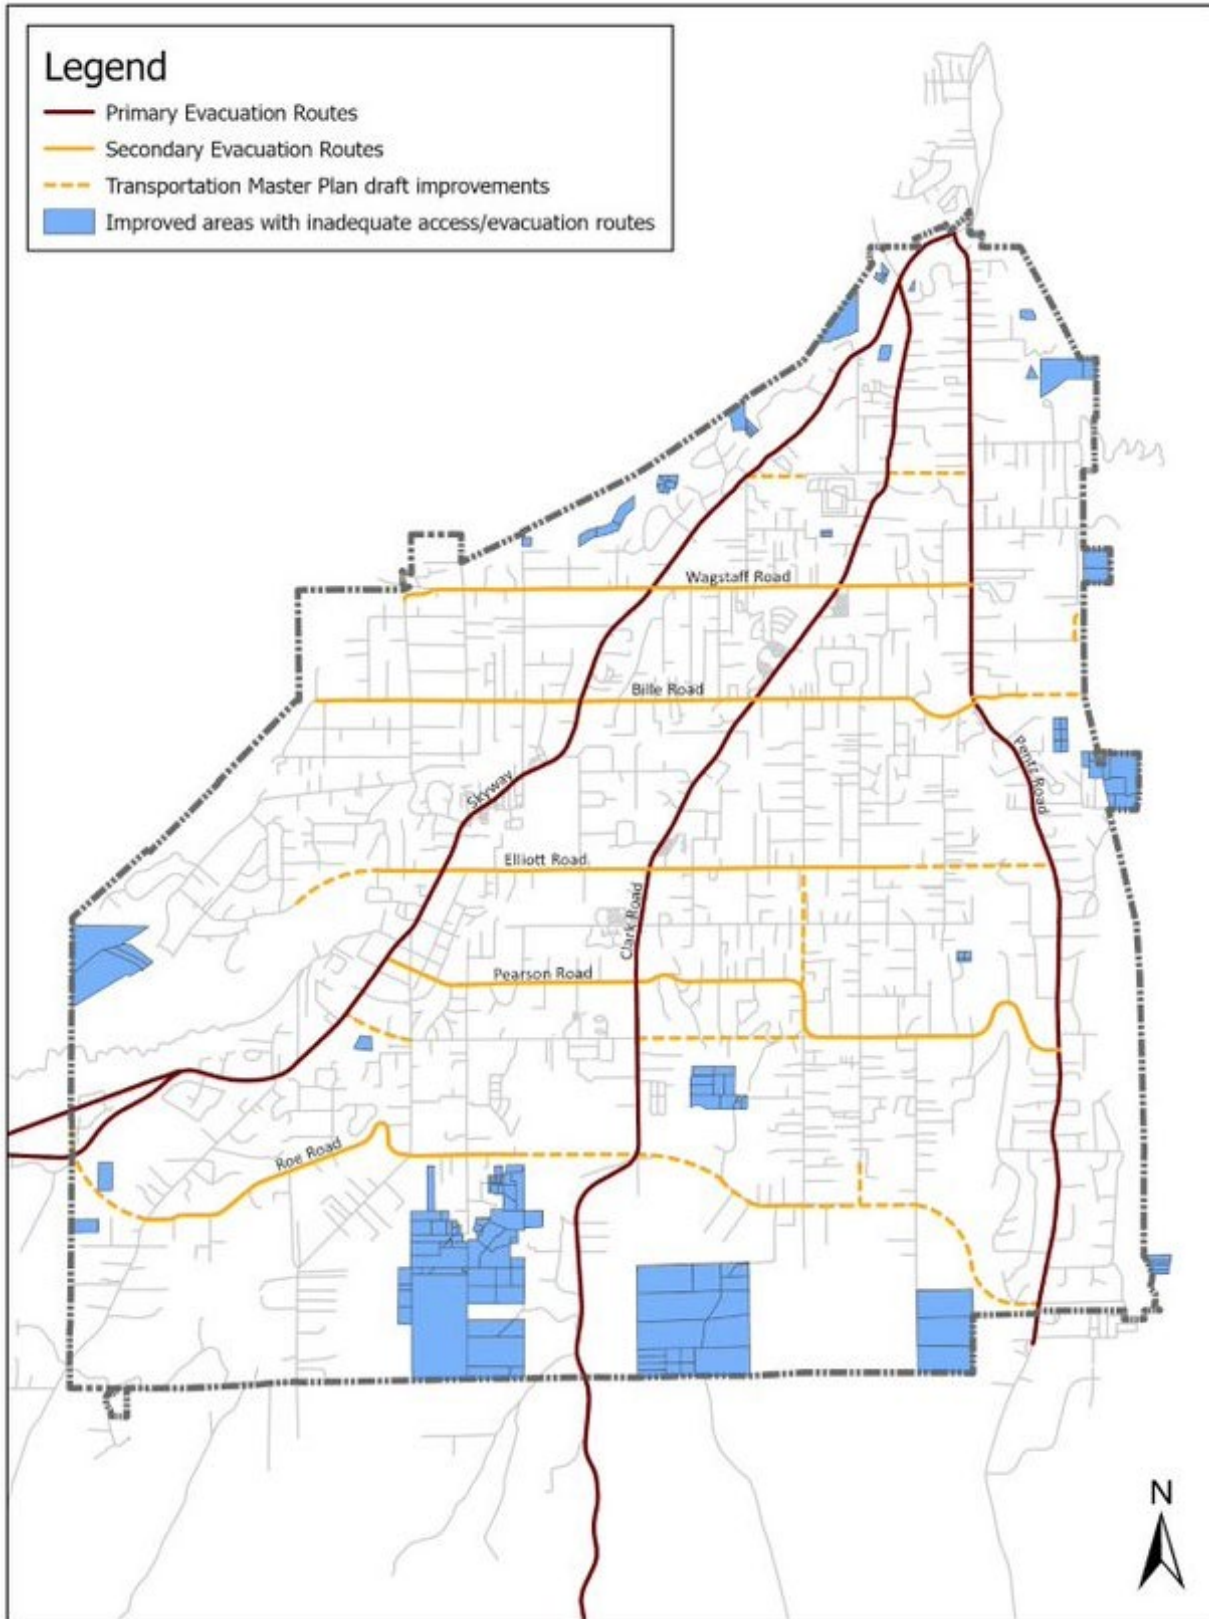 Legend
Primary Evacuation Routes
Secondary Evacuation Routes
Transportation Master Plan draft improvements
Improved areas with inadequate access/evacuation routes
Wagstaff Road
Bille Road
Skyway
Pentz Road
Elliott Road
Clark Road
Pearson Road
Roe Road
N